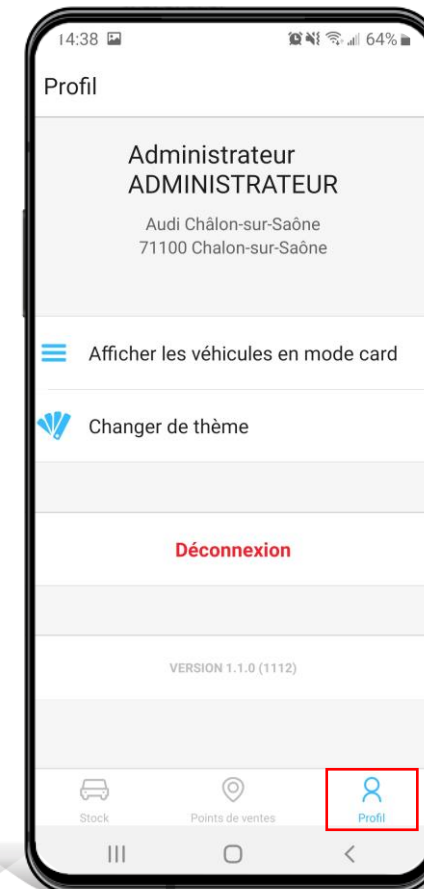 14:38 64%
Profil
Administrateur
ADMINISTRATEUR
Audi Châlon-sur-Saône
71100 Chalon-sur-Saône
Afficher les véhicules en mode card
Changer de thème
Déconnexion
VERSION 1.1.0 (1112)
Stock Points de ventes Profil